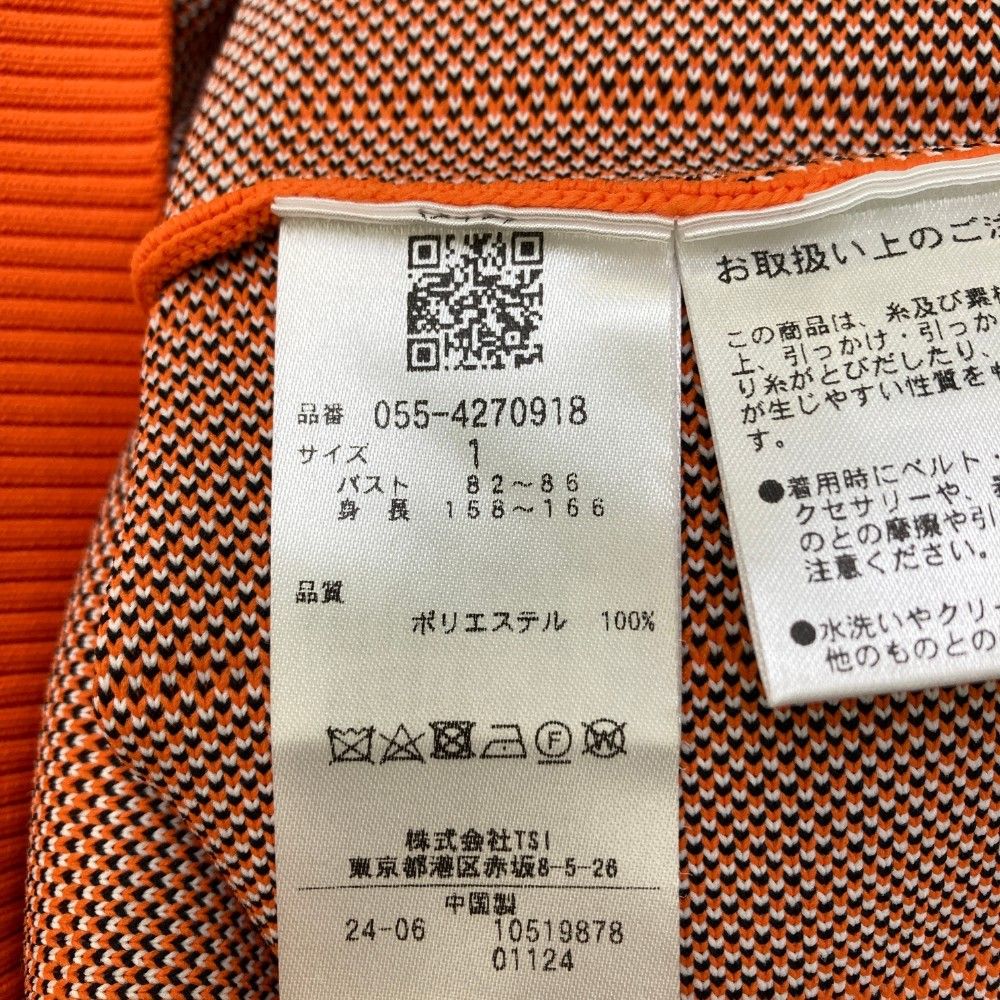 品番 055-4270918
サイズ 1
バスト 82～86
身長 158～166
品質
ポリエステル 100%
F
W
株式会社TSI
東京都港区赤坂8-5-26
中国製
24-06 10519878
01124
お取扱い上のご
この商品は、糸及び素
上、引っかけ・引っか
り糸がとびだしたり、
が生じやすい性質を
す。
●着用時にベルト・
クセサリーや、
のとの摩擦や引
注意ください。
●水洗いやクリ
他のものとの